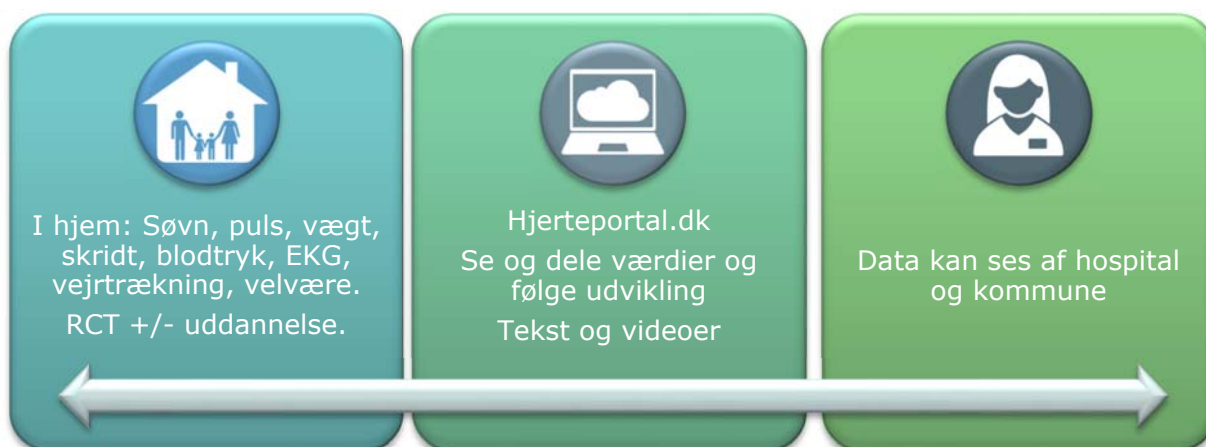 I hjem: Søvn, puls, vægt,
skridt, blodtryk, EKG,
vejrtrækning, velvære.
RCT +/- uddannelse.
Hjerteportal.dk
Se og dele værdier og
følge udvikling
Tekst og videoer
Data kan ses af hospital
og kommune